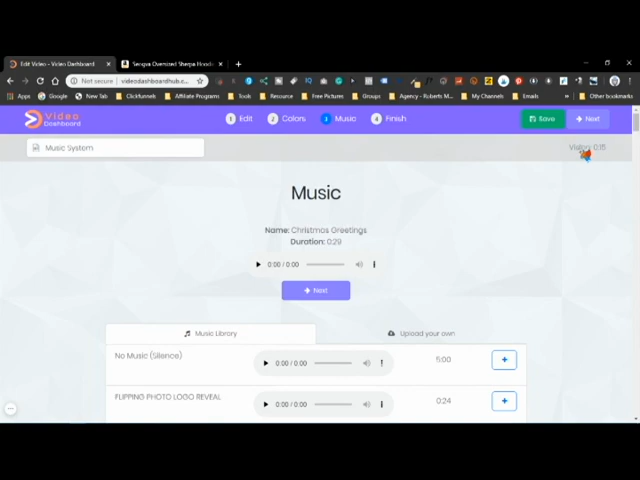 Edit Video - Video Dashboard
Seogva Oversized Sherpa Hoodie
Not secure
videodashboardhub.c...
Apps
Google
New Tab
Clickfunnels
Affiliate Programs
Tools
Resource
Free Pictures
Groups
Agency - Roberts M...
My Channels
Emails
Other bookmarks
Video
Dashboard
1 Edit
2 Colors
3 Music
4 Finish
Save
Next
Music System
0:15
Music
Name: Christmas Greetings
Duration: 0:29
0:00 / 0:00
Next
Music Library
Upload your own
No Music (Silence)
0:00 / 0:00
5:00
FLIPPING PHOTO LOGO REVEAL
0:00 / 0:00
0:24